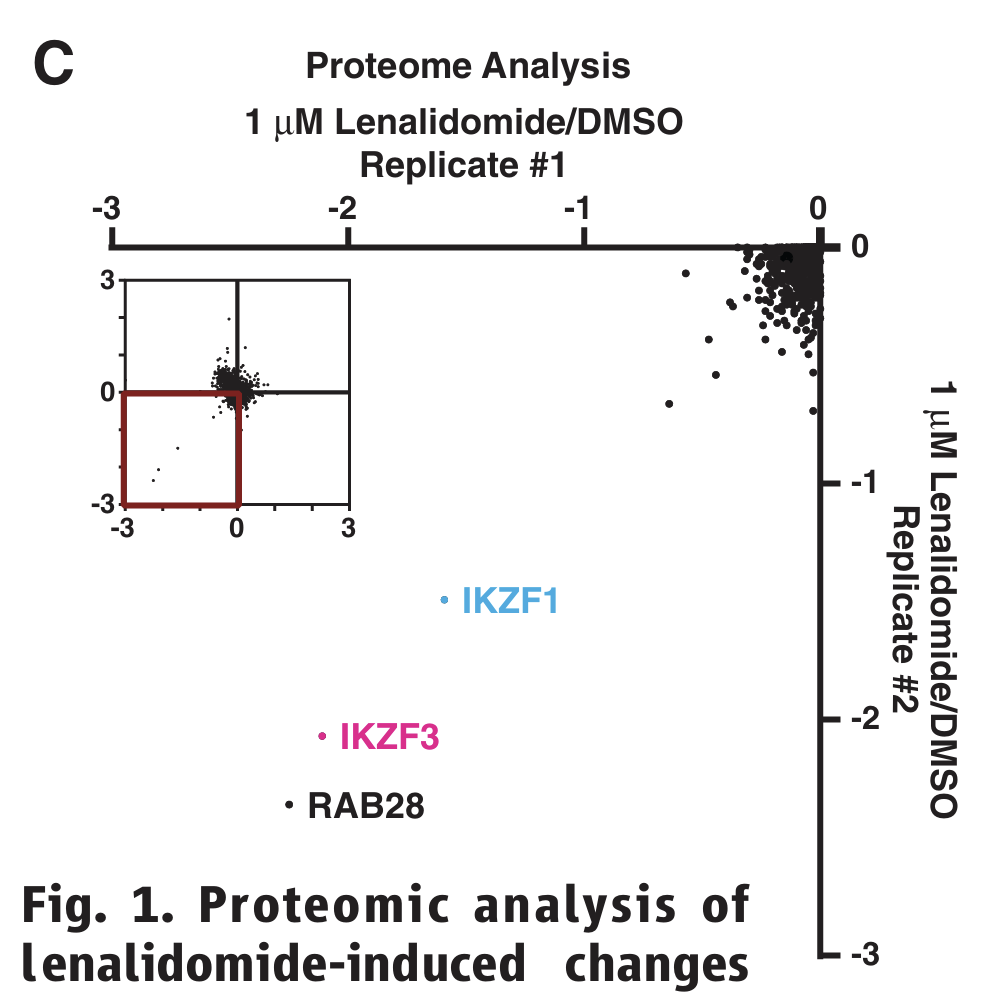 C
Proteome Analysis
1 μM Lenalidomide/DMSO
Replicate #1
-3 -2 -1 0
0
-1
-2
-3
1 μM Lenalidomide/DMSO
Replicate #2
3
0
-3
-3 0 3
IKZF1
IKZF3
RAB28
Fig. 1. Proteomic analysis of
lenalidomide-induced changes